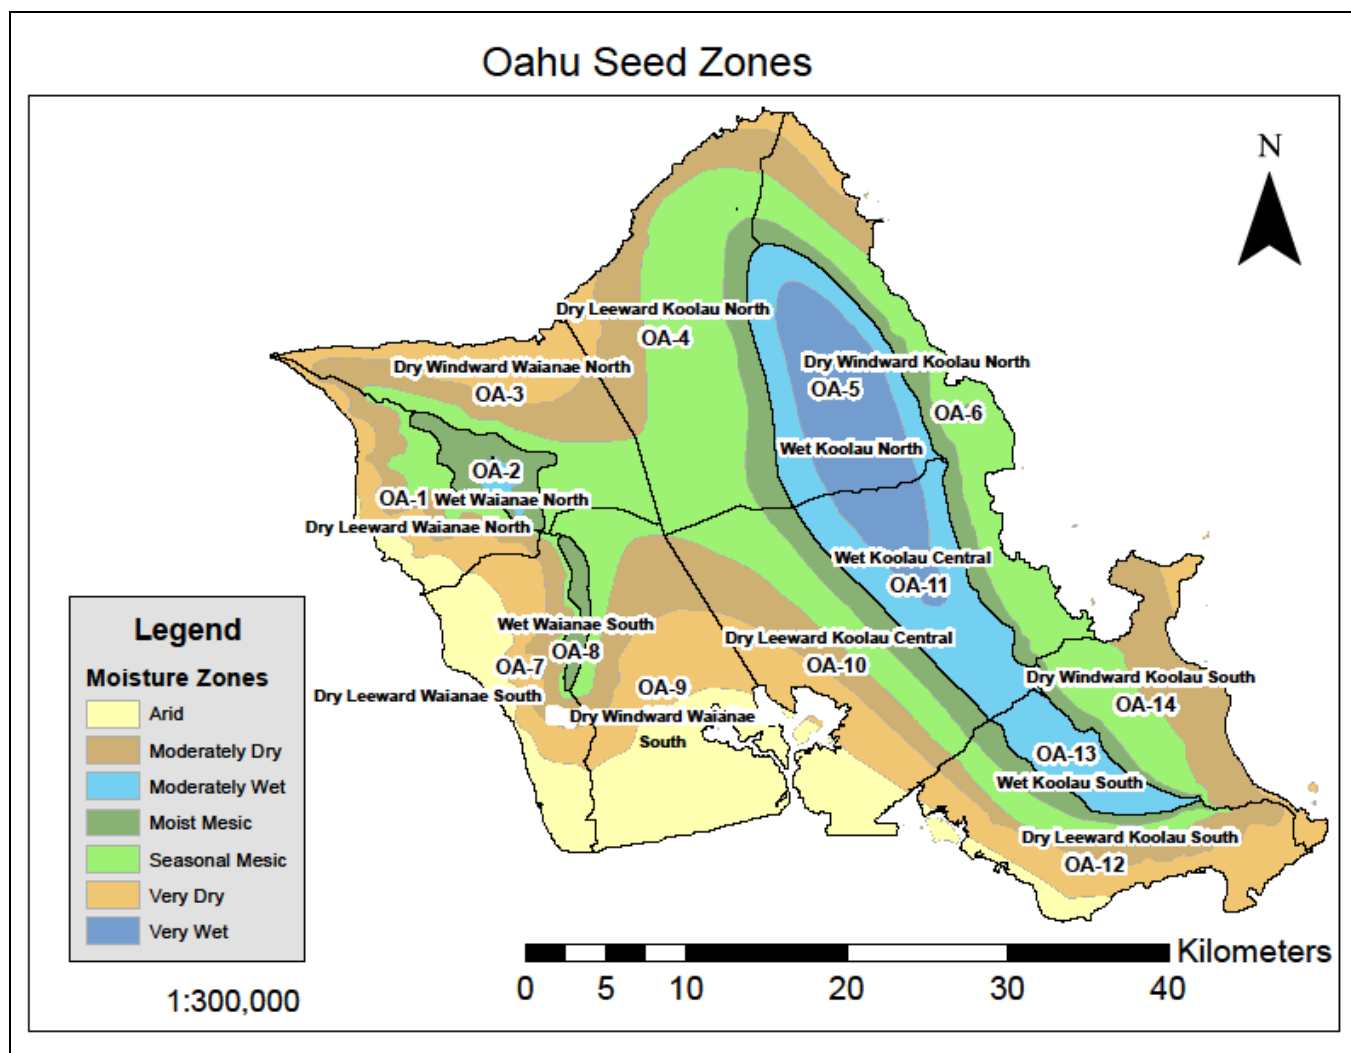 Oahu Seed Zones
N
Dry Leeward Koolau North
OA-4
Dry Windward Waianae North
OA-3
Dry Windward Koolau North
OA-5
OA-6
Wet Koolau North
OA-2
OA-1
Wet Waianae North
Dry Leeward Waianae North
Wet Koolau Central
OA-11
Wet Waianae South
OA-8
OA-7
Dry Leeward Waianae South
Dry Leeward Koolau Central
OA-10
OA-9
Dry Windward Waianae
South
Dry Windward Koolau South
OA-14
OA-13
Wet Koolau South
Dry Leeward Koolau South
OA-12
Legend
Moisture Zones
Arid
Moderately Dry
Moderately Wet
Moist Mesic
Seasonal Mesic
Very Dry
Very Wet
1:300,000
Kilometers
0 5 10 20 30 40